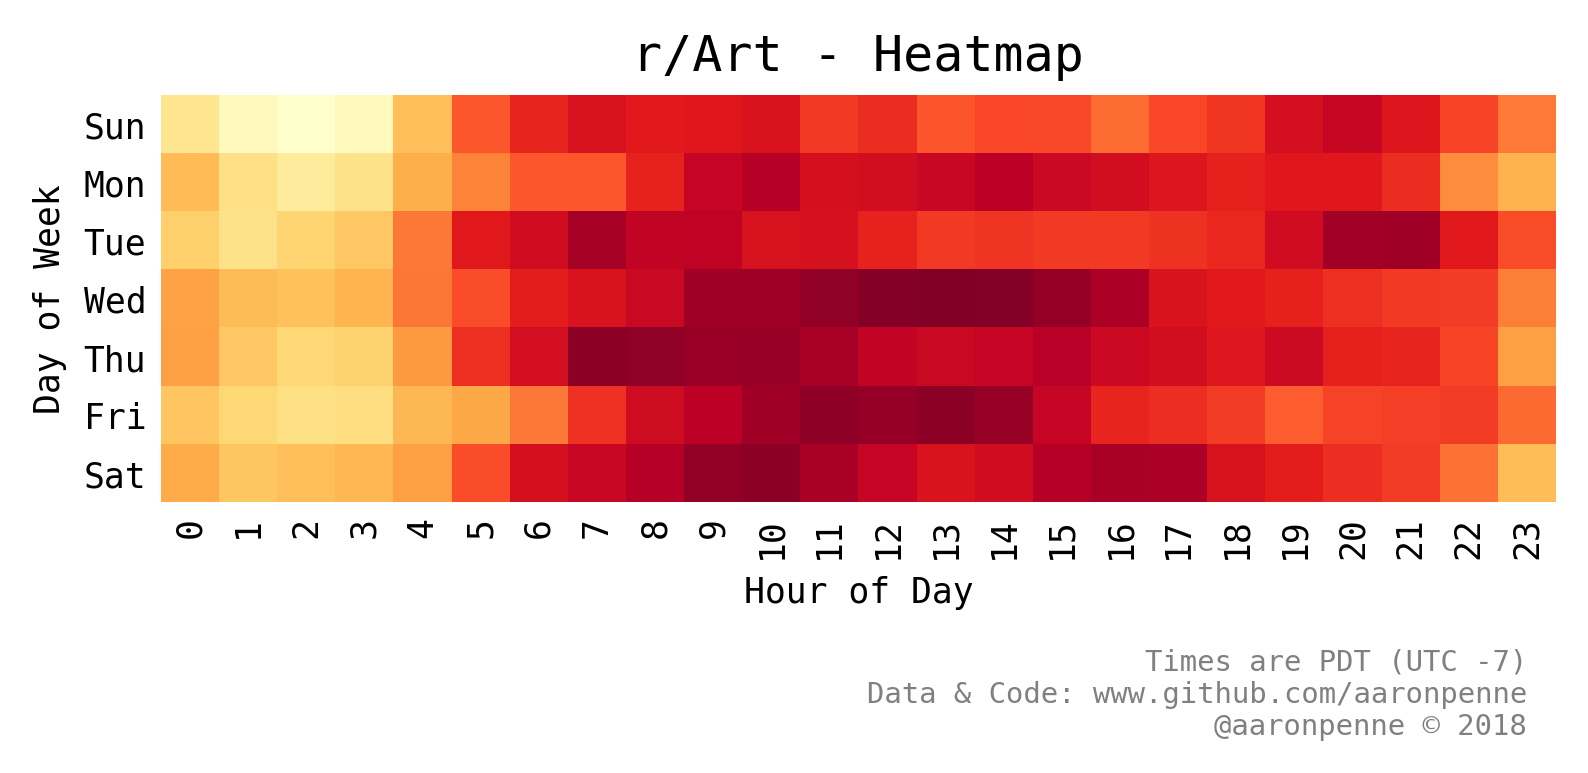 r/Art - Heatmap
Day of Week
Sun
Mon
Tue
Wed
Thu
Fri
Sat
0 1 2 3 4 5 6 7 8 9 10 11 12 13 14 15 16 17 18 19 20 21 22 23
Hour of Day
Times are PDT (UTC -7)
Data & Code: www.github.com/aaronpenne
@aaronpenne © 2018